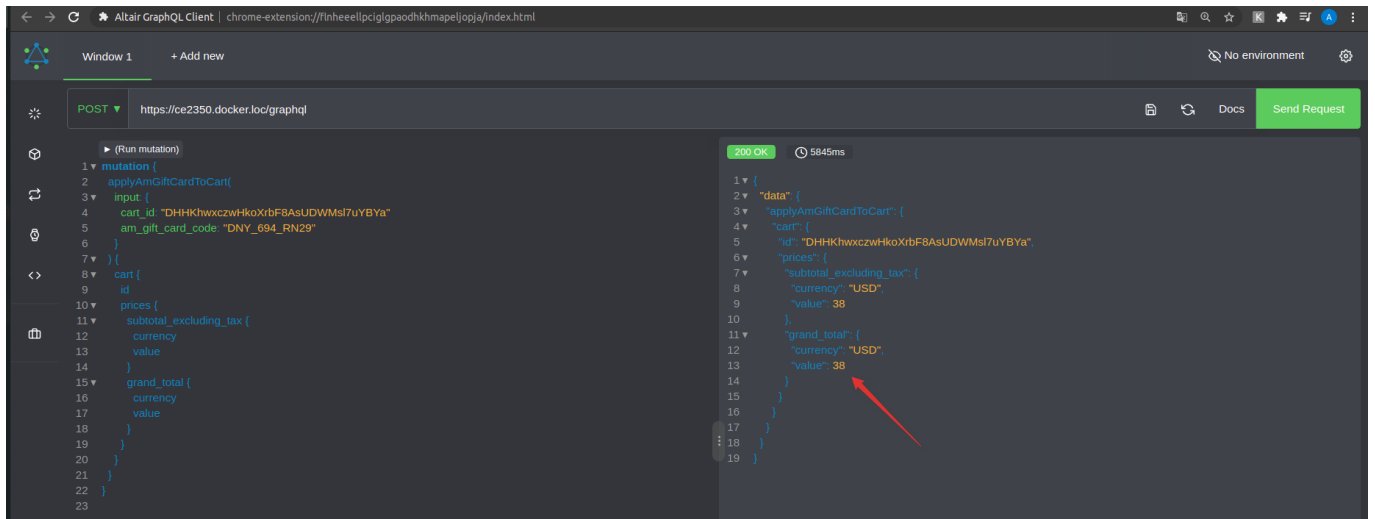 Altair GraphQL Client | chrome-extension://flnheeellpciglgpaodhkhmapeljopja/index.html
K
A
Window 1
+ Add new
No environment
POST ▼
https://ce2350.docker.loc/graphql
Docs
Send Request
► (Run mutation)
1 ▼ mutation {
2 applyAmGiftCardToCart(
3 ▼ input: {
4 cart_id: "DHHKhwxczwHkoXrbF8AsUDWMsl7uYBYa"
5 am_gift_card_code: "DNY_694_RN29"
6 }
7 ▼ ) {
8 ▼ cart {
9 id
10 ▼ prices {
11 ▼ subtotal_excluding_tax {
12 currency
13 value
14 }
15 ▼ grand_total {
16 currency
17 value
18 }
19 }
20 }
21 }
22 }
23
200 OK
5845ms
1 ▼ {
2 ▼ "data": {
3 ▼ "applyAmGiftCardToCart": {
4 ▼ "cart": {
5 "id": "DHHKhwxczwHkoXrbF8AsUDWMsl7uYBYa",
6 ▼ "prices": {
7 ▼ "subtotal_excluding_tax": {
8 "currency": "USD",
9 "value": 38
10 },
11 ▼ "grand_total": {
12 "currency": "USD",
13 "value": 38
14 }
15 }
16 }
17 }
18 }
19 }